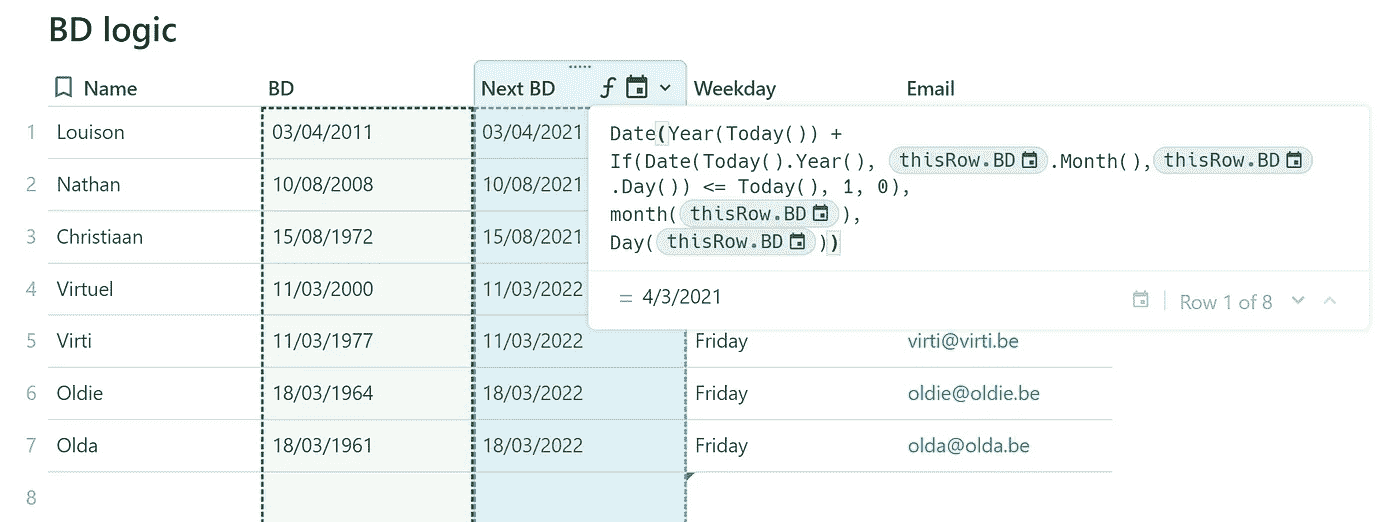 BD logic
Name BD Next BD Weekday Email
1 Louison 03/04/2011 03/04/2021
Date(Year(Today()) +
If(Date(Today().Year(), thisRow.BD .Month(), thisRow.BD
.Day()) <= Today(), 1, 0),
month( thisRow.BD ),
Day( thisRow.BD ))
= 4/3/2021
Row 1 of 8
2 Nathan 10/08/2008 10/08/2021
3 Christiaan 15/08/1972 15/08/2021
4 Virtuel 11/03/2000 11/03/2022
5 Virti 11/03/1977 11/03/2022 Friday virti@virti.be
6 Oldie 18/03/1964 18/03/2022 Friday oldie@oldie.be
7 Olda 18/03/1961 18/03/2022 Friday olda@olda.be
8